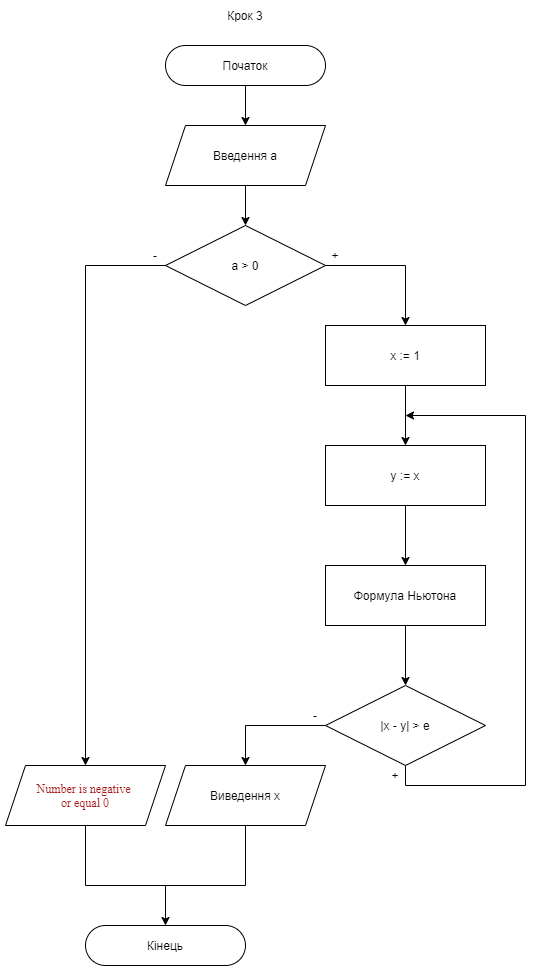 Крок 3
Початок
Введення a
a > 0
-
+
x := 1
y := x
Формула Ньютона
|x - y| > e
-
+
Number is negative
or equal 0
Виведення x
Кінець